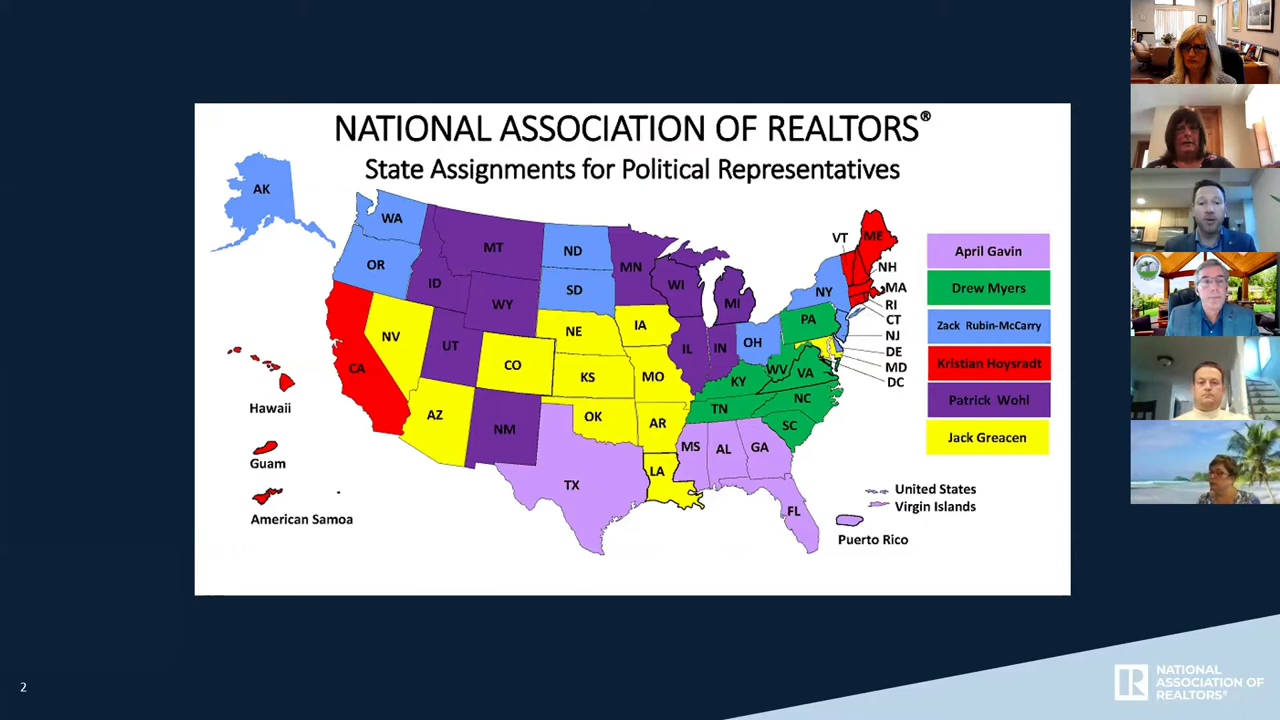 NATIONAL ASSOCIATION OF REALTORS®
State Assignments for Political Representatives
AK
WA
OR
MT
ID
WY
ND
SD
MN
WI
MI
VT
ME
NH
MA
RI
CT
NJ
DE
MD
DC
NY
PA
OH
NE
IA
NV
UT
CO
IL
IN
CA
KS
MO
KY
WV
VA
NC
TN
SC
AZ
NM
OK
AR
MS
AL
GA
LA
TX
FL
Hawaii
Guam
American Samoa
April Gavin
Drew Myers
Zack Rubin-McCarry
Kristian Hoysradt
Patrick Wohl
Jack Greacen
United States
Virgin Islands
Puerto Rico
2
NATIONAL
ASSOCIATION OF
REALTORS®